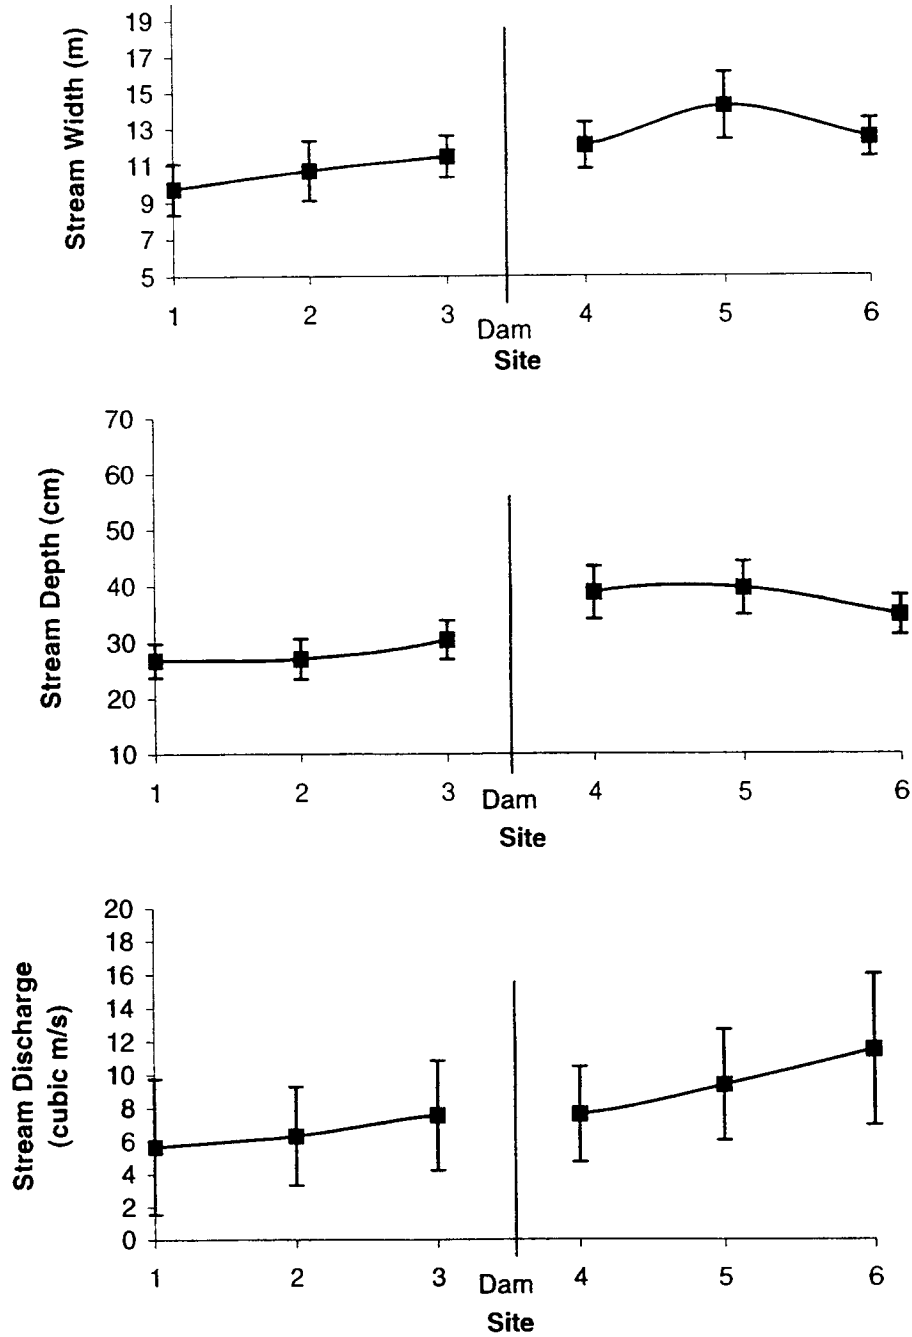 Stream Width (m)
19
17
15
13
11
9
7
5
1 2 3 Dam 4 5 6
Site
Stream Depth (cm)
70
60
50
40
30
20
10
1 2 3 Dam 4 5 6
Site
Stream Discharge
(cubic m/s)
20
18
16
14
12
10
8
6
4
2
0
1 2 3 Dam 4 5 6
Site